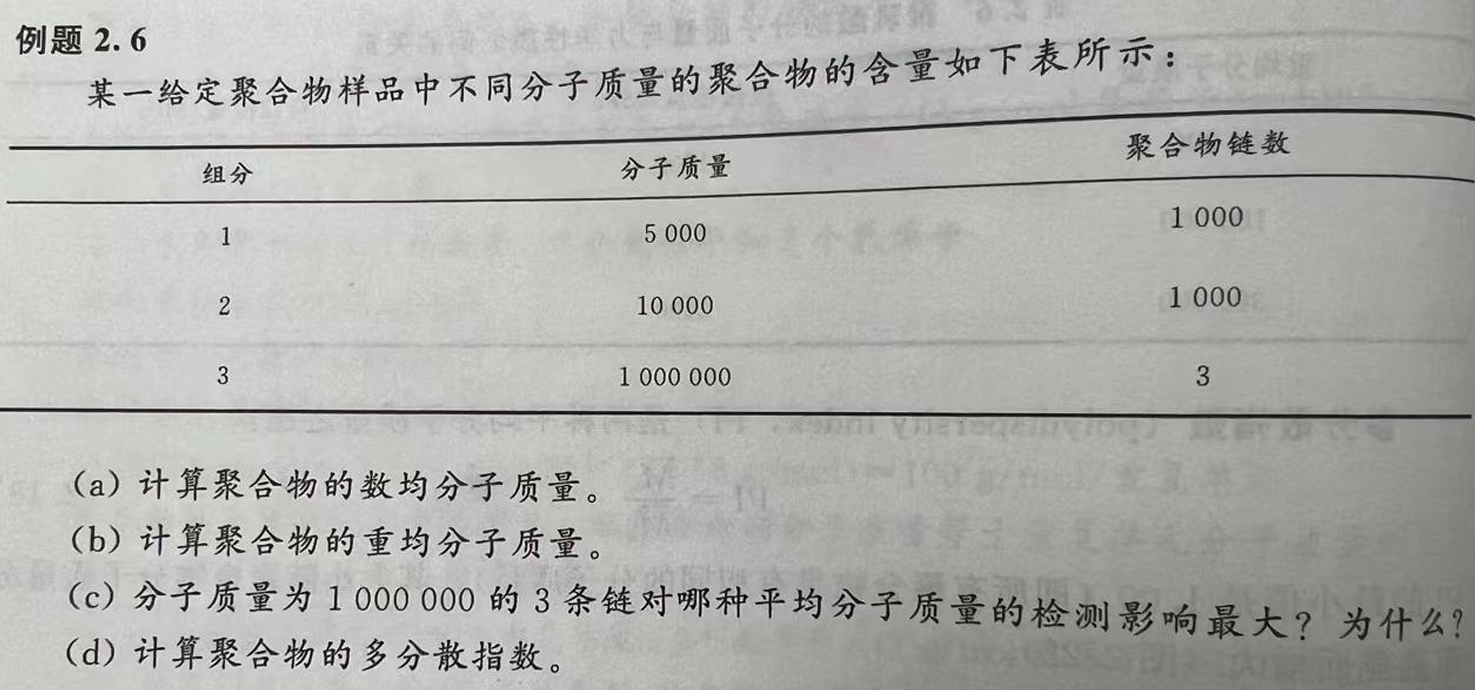 例题 2.6
某一给定聚合物样品中不同分子质量的聚合物的含量如下表所示：
组分 分子质量 聚合物链数
1 5 000 1 000
2 10 000 1 000
3 1 000 000 3
(a) 计算聚合物的数均分子质量。
(b) 计算聚合物的重均分子质量。
(c) 分子质量为 1 000 000 的 3 条链对哪种平均分子质量的检测影响最大？为什么？
(d) 计算聚合物的多分散指数。